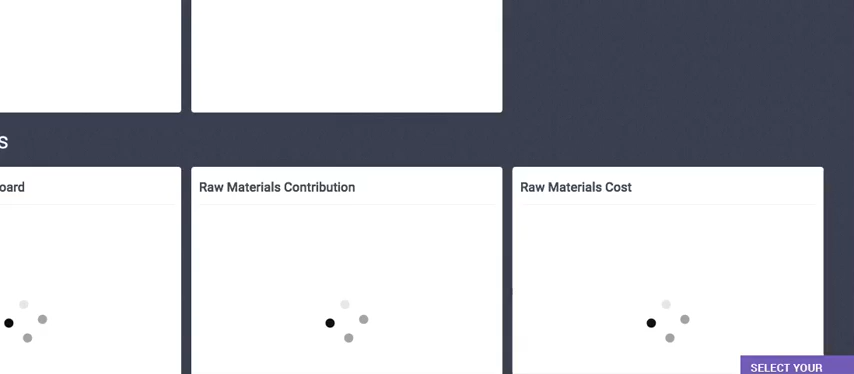 s
oard
Raw Materials Contribution
Raw Materials Cost
SELECT YOUR